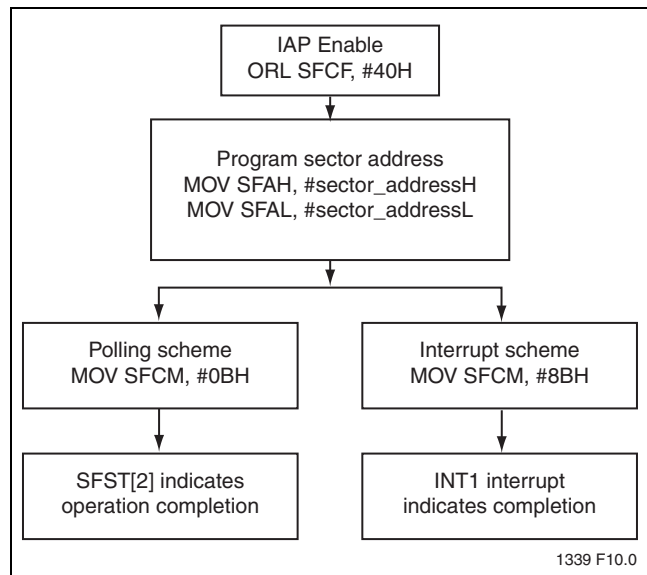 IAP Enable
ORL SFCF, #40H
Program sector address
MOV SFAH, #sector_addressH
MOV SFAL, #sector_addressL
Polling scheme
MOV SFCM, #0BH
Interrupt scheme
MOV SFCM, #8BH
SFST[2] indicates
operation completion
INT1 interrupt
indicates completion
1339 F10.0